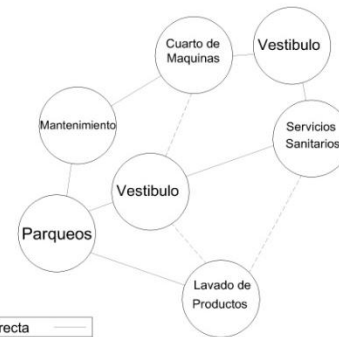 Cuarto de
Maquinas
Vestibulo
Mantenimiento
Servicios
Sanitarios
Vestibulo
Parqueos
Lavado de
Productos
recta